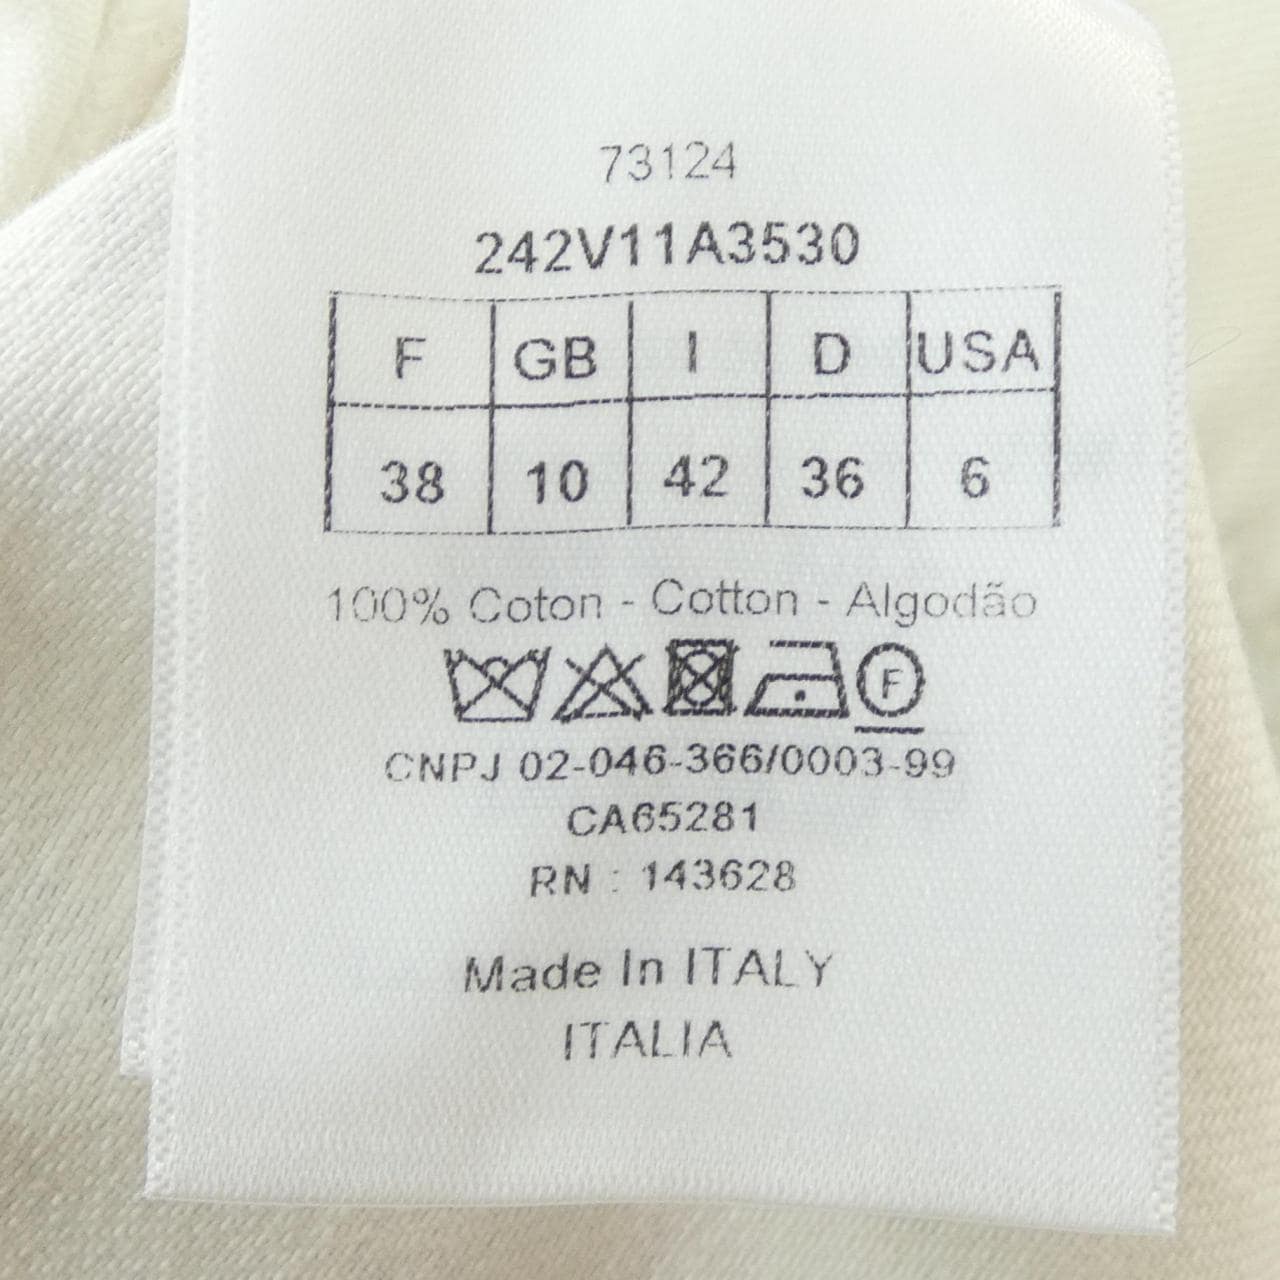 73124
242V11A3530
F GB I D USA
38 10 42 36 6
100% Coton - Cotton - Algodão
F
CNPJ 02-046-366/0003-99
CA65281
RN : 143628
Made In ITALY
ITALIA